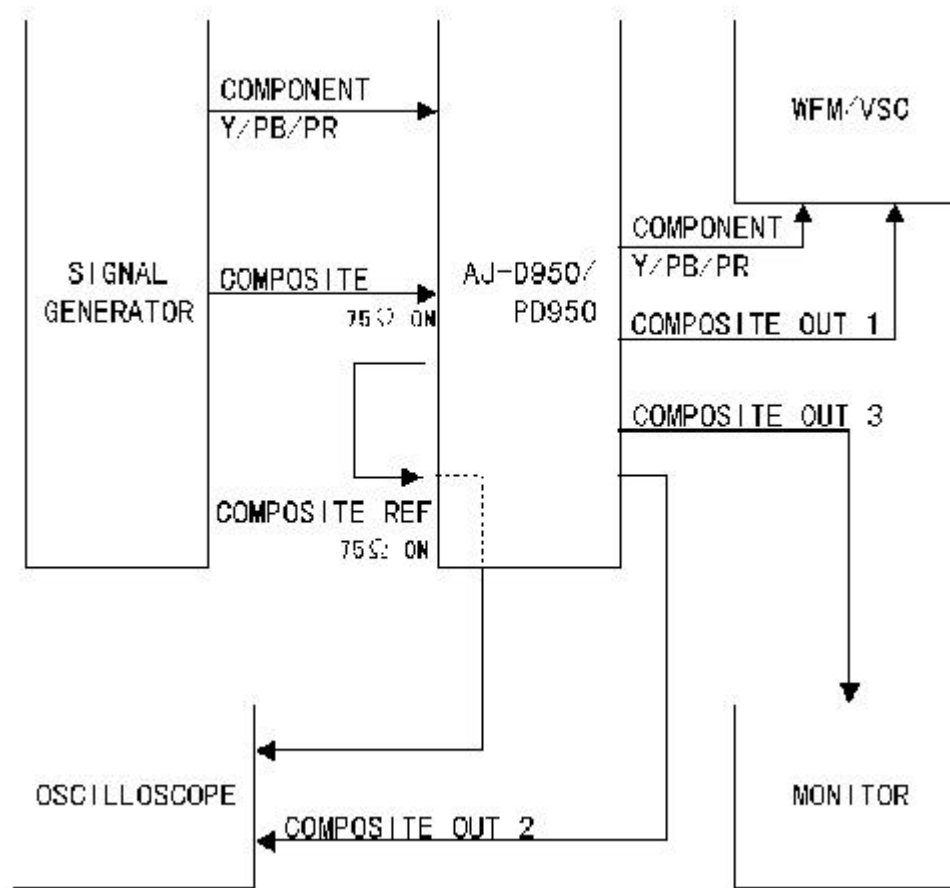 COMPONENT
Y/PB/PR
WFM/VSC
COMPONENT
Y/PB/PR
SIGNAL
GENERATOR
COMPOSITE
75Ω ON
AJ-D950/
PD950
COMPOSITE OUT 1
COMPOSITE OUT 3
COMPOSITE REF
75Ω ON
OSCILLOSCOPE
COMPOSITE OUT 2
MONITOR